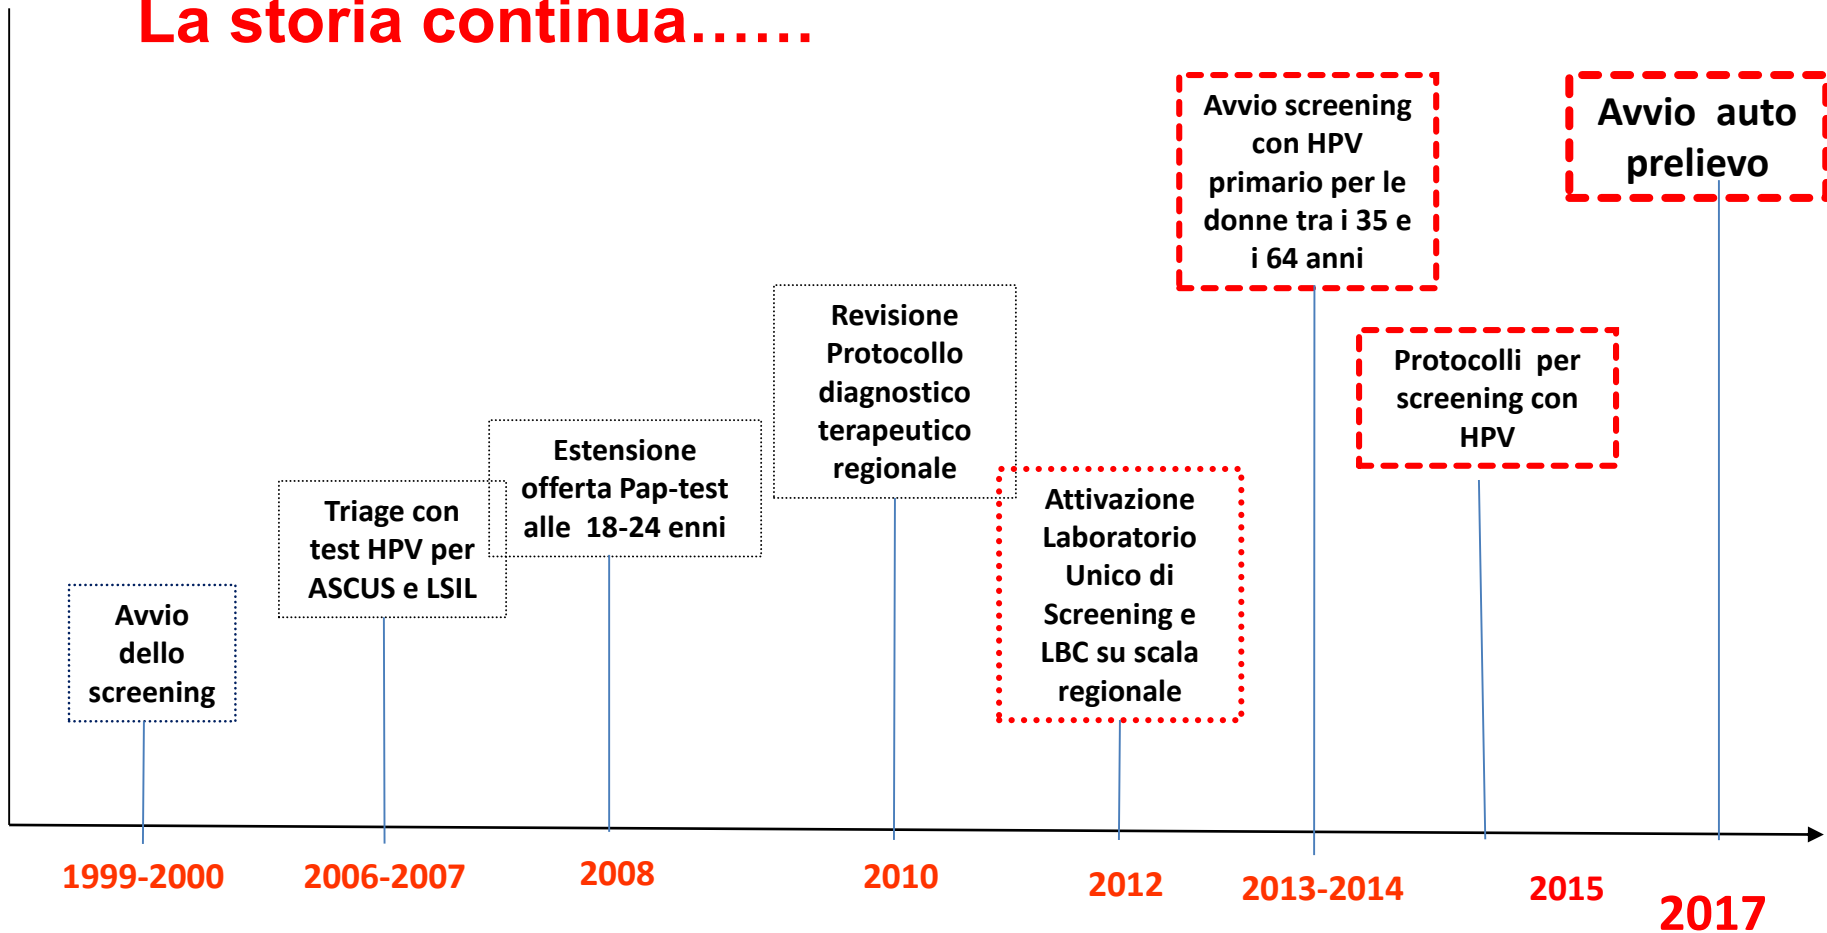 La storia continua......
Avvio
dello
screening
Triage con
test HPV per
ASCUS e LSIL
Estensione
offerta Pap-test
alle 18-24 enni
Revisione
Protocollo
diagnostico
terapeutico
regionale
Attivazione
Laboratorio
Unico di
Screening e
LBC su scala
regionale
Avvio screening
con HPV
primario per le
donne tra i 35 e
i 64 anni
Protocolli per
screening con
HPV
Avvio auto
prelievo
1999-2000
2006-2007
2008
2010
2012
2013-2014
2015
2017